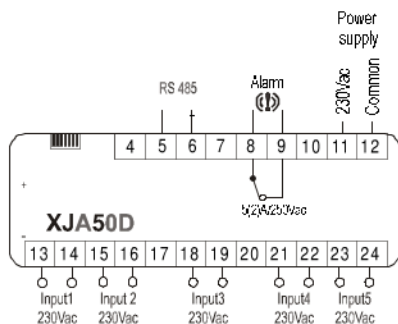 Power
supply
RS 485
Alarm
230Vac
Common
+
4 5 6 7 8 9 10 11 12
5(2)A/250Vac
+
-
XJA50D
13 14 15 16 17 18 19 20 21 22 23 24
Input1 Input 2 Input3 Input4 Input5
230Vac 230Vac 230Vac 230Vac 230Vac